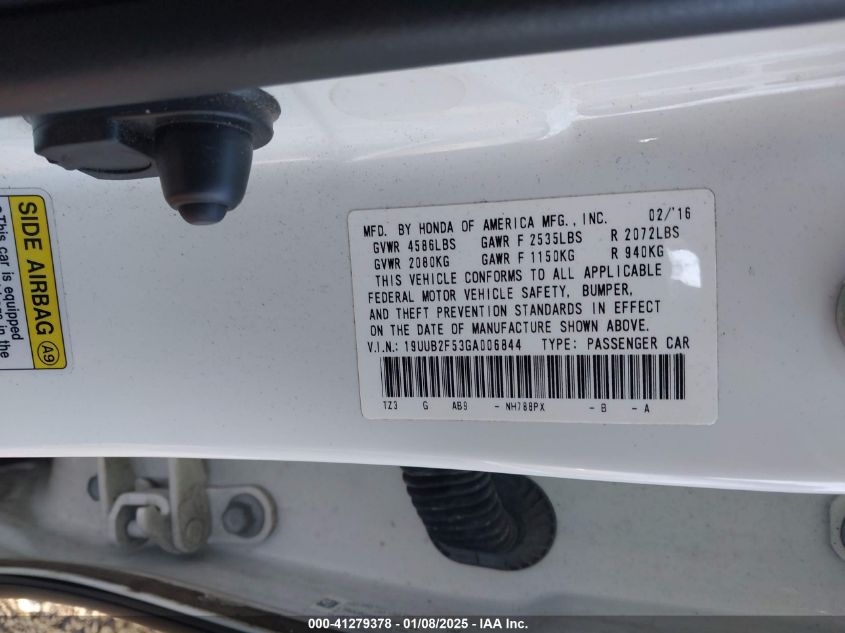 SIDE AIRBAG A9
This car is equipped
in the
MFD. BY HONDA OF AMERICA MFG., INC. 02/'16
GVWR 4586LBS GAWR F 2535LBS R 2072LBS
GVWR 2080KG GAWR F 1150KG R 940KG
THIS VEHICLE CONFORMS TO ALL APPLICABLE
FEDERAL MOTOR VEHICLE SAFETY, BUMPER,
AND THEFT PREVENTION STANDARDS IN EFFECT
ON THE DATE OF MANUFACTURE SHOWN ABOVE.
V.I.N.: 19UUB2F53GA006844 TYPE: PASSENGER CAR
TZ3 G AB9 - NH788PX - B - A
000-41279378 - 01/08/2025 - IAA Inc.